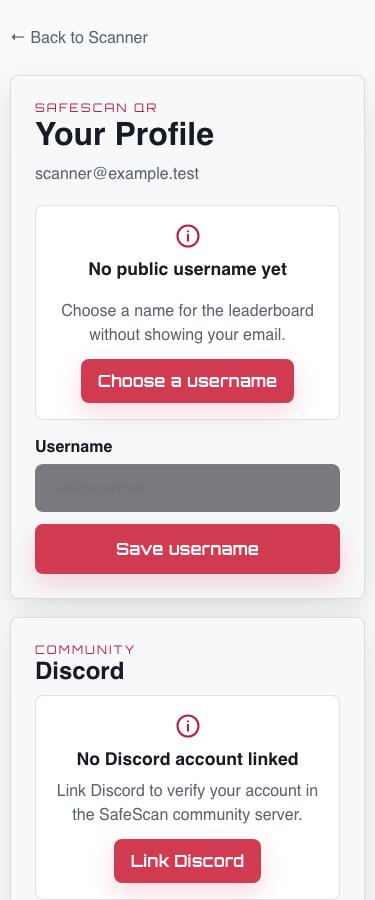 ← Back to Scanner
SAFESCAN QR
Your Profile
scanner@example.test
No public username yet
Choose a name for the leaderboard
without showing your email.
Choose a username
Username
safescanner
Save username
COMMUNITY
Discord
No Discord account linked
Link Discord to verify your account in
the SafeScan community server.
Link Discord